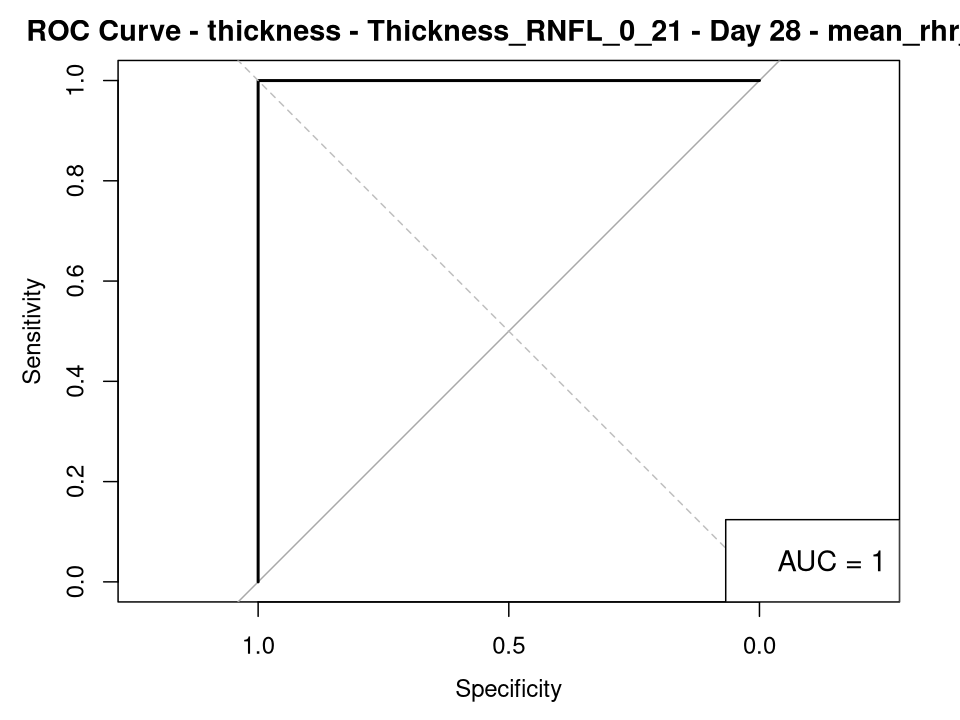 ROC Curve - thickness - Thickness_RNFL_0_21 - Day 28 - mean_rhr_
Sensitivity
1.0
0.8
0.6
0.4
0.2
0.0
AUC = 1
1.0 0.5 0.0
Specificity